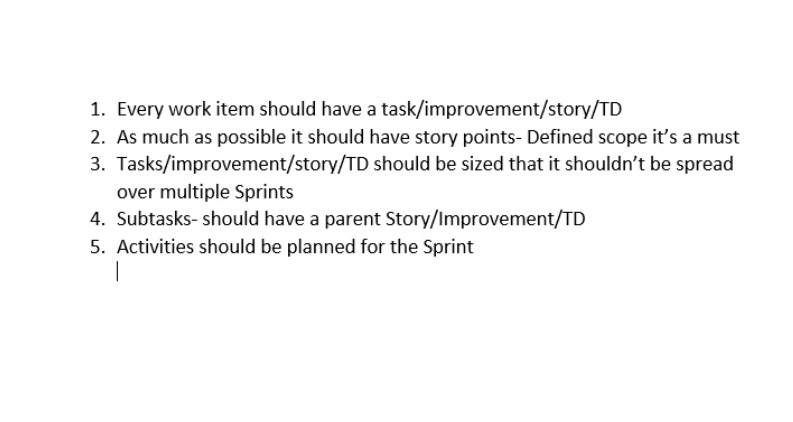 1. Every work item should have a task/improvement/story/TD
2. As much as possible it should have story points- Defined scope it’s a must
3. Tasks/improvement/story/TD should be sized that it shouldn’t be spread
over multiple Sprints
4. Subtasks- should have a parent Story/Improvement/TD
5. Activities should be planned for the Sprint